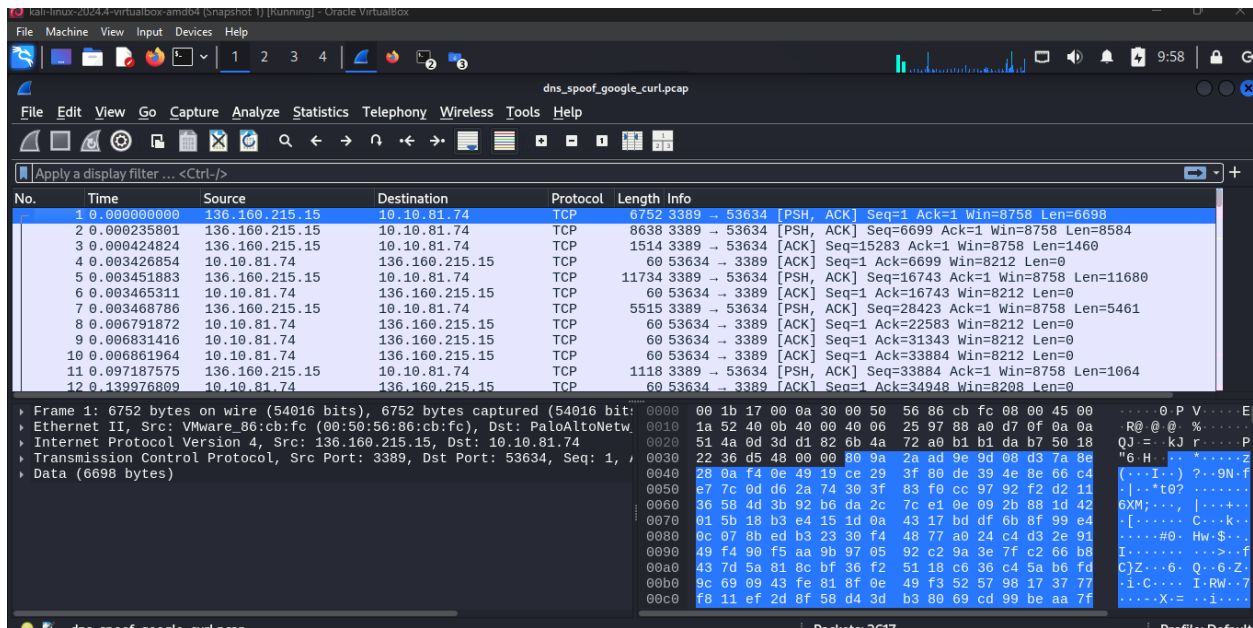 kali-linux-2024.4-virtualbox-amd64 (Snapshot 1) [Running] - Oracle VirtualBox
File Machine View Input Devices Help
1 2 3 4 2 3 9:58
dns_spoof_google_curl.pcap
File Edit View Go Capture Analyze Statistics Telephony Wireless Tools Help
Apply a display filter … <Ctrl-/>
No. Time Source Destination Protocol Length Info
1 0.000000000 136.160.215.15 10.10.81.74 TCP 6752 3389 → 53634 [PSH, ACK] Seq=1 Ack=1 Win=8758 Len=6698
2 0.000235801 136.160.215.15 10.10.81.74 TCP 8638 3389 → 53634 [PSH, ACK] Seq=6699 Ack=1 Win=8758 Len=8584
3 0.000424824 136.160.215.15 10.10.81.74 TCP 1514 3389 → 53634 [ACK] Seq=15283 Ack=1 Win=8758 Len=1460
4 0.003426854 10.10.81.74 136.160.215.15 TCP 60 53634 → 3389 [ACK] Seq=1 Ack=6699 Win=8212 Len=0
5 0.003451883 136.160.215.15 10.10.81.74 TCP 11734 3389 → 53634 [PSH, ACK] Seq=16743 Ack=1 Win=8758 Len=11680
6 0.003465311 10.10.81.74 136.160.215.15 TCP 60 53634 → 3389 [ACK] Seq=1 Ack=16743 Win=8212 Len=0
7 0.003468786 136.160.215.15 10.10.81.74 TCP 5515 3389 → 53634 [PSH, ACK] Seq=28423 Ack=1 Win=8758 Len=5461
8 0.006791872 10.10.81.74 136.160.215.15 TCP 60 53634 → 3389 [ACK] Seq=1 Ack=22583 Win=8212 Len=0
9 0.006831416 10.10.81.74 136.160.215.15 TCP 60 53634 → 3389 [ACK] Seq=1 Ack=31343 Win=8212 Len=0
10 0.006861964 10.10.81.74 136.160.215.15 TCP 60 53634 → 3389 [ACK] Seq=1 Ack=33884 Win=8212 Len=0
11 0.097187575 136.160.215.15 10.10.81.74 TCP 1118 3389 → 53634 [PSH, ACK] Seq=33884 Ack=1 Win=8758 Len=1064
12 0.139976809 10.10.81.74 136.160.215.15 TCP 60 53634 → 3389 [ACK] Seq=1 Ack=34948 Win=8208 Len=0
Frame 1: 6752 bytes on wire (54016 bits), 6752 bytes captured (54016 bit
Ethernet II, Src: VMware_86:cb:fc (00:50:56:86:cb:fc), Dst: PaloAltoNetw
Internet Protocol Version 4, Src: 136.160.215.15, Dst: 10.10.81.74
Transmission Control Protocol, Src Port: 3389, Dst Port: 53634, Seq: 1,
Data (6698 bytes)
0000 00 1b 17 00 0a 30 00 50 56 86 cb fc 08 00 45 00 ·····0·P V·····E
0010 1a 52 40 0b 40 00 40 06 25 97 88 a0 d7 0f 0a 0a ·R@·@·@· %·······
0020 51 4a 0d 3d d1 82 6b 4a 72 a0 b1 b1 da b7 50 18 QJ·=··kJ r·····P
0030 22 36 d5 48 00 00 80 9a 2a ad 9e 9d 08 d3 7a 8e "6·H···· *·····z
0040 28 0a f4 0e 49 19 ce 29 3f 80 de 39 4e 8e 66 c4 (···I··) ?··9N·f
0050 e7 7c 0d d6 2a 74 30 3f 83 f0 cc 97 92 f2 d2 11 ·|··*t0? ·······
0060 36 58 4d 3b 92 b6 da 2c 7c e1 0e 09 2b 88 1d 42 6XM;···, |···+··
0070 01 5b 18 b3 e4 15 1d 0a 43 17 bd df 6b 8f 99 e4 ·[······ C···k··
0080 0c 07 8b ed b3 23 30 f4 48 77 a0 24 c4 d3 2e 91 ·····#0· Hw·$··.
0090 49 f4 90 f5 aa 9b 97 05 92 c2 9a 3e 7f c2 66 b8 I······· ···>··f
00a0 43 7d 5a 81 8c bf 36 f2 51 18 c6 36 c4 5a b6 fd C}Z···6· Q··6·Z·
00b0 9c 69 09 43 fe 81 8f 0e 49 f3 52 57 98 17 37 77 ·i·C···· I·RW··7
00c0 f8 11 ef 2d 8f 58 d4 3d b3 80 69 cd 99 be aa 7f ···-·X·= ··i····